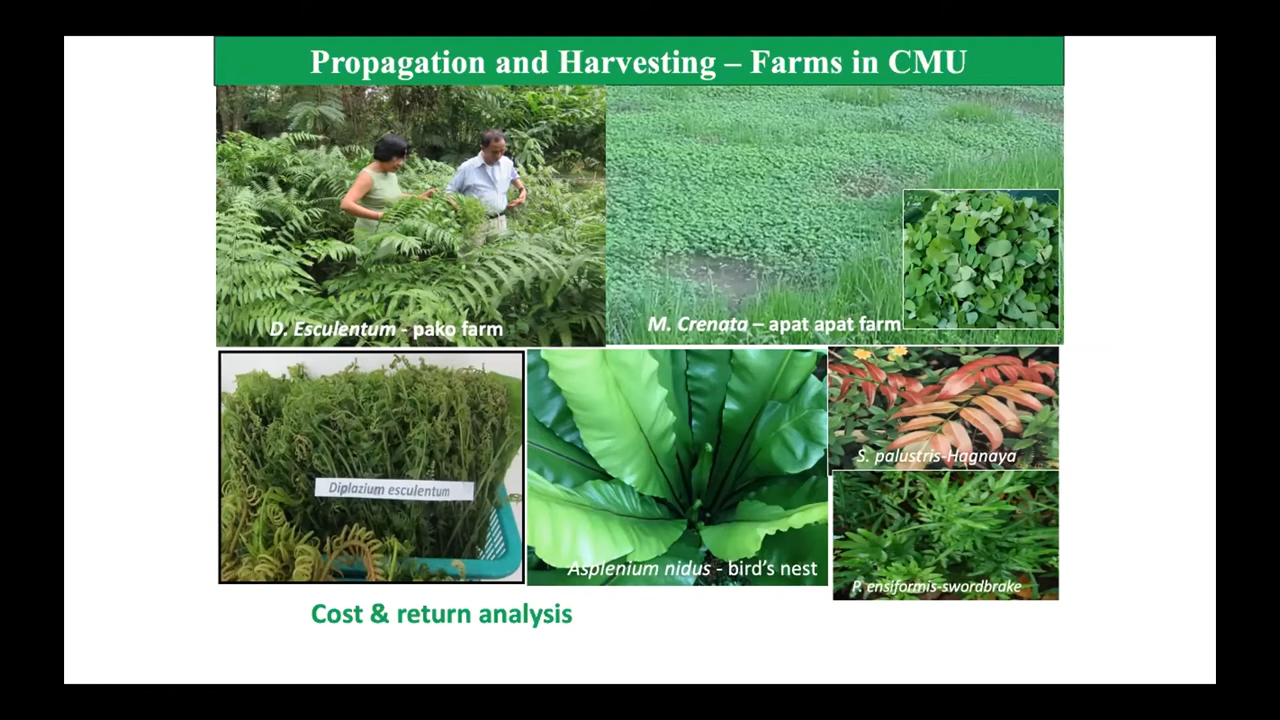 Propagation and Harvesting – Farms in CMU
D. Esculentum - pako farm
M. Crenata – apat apat farm
Diplazium esculentum
Asplenium nidus - bird's nest
S. palustris-Hagnaya
P. ensiformis-swordbrake
Cost & return analysis